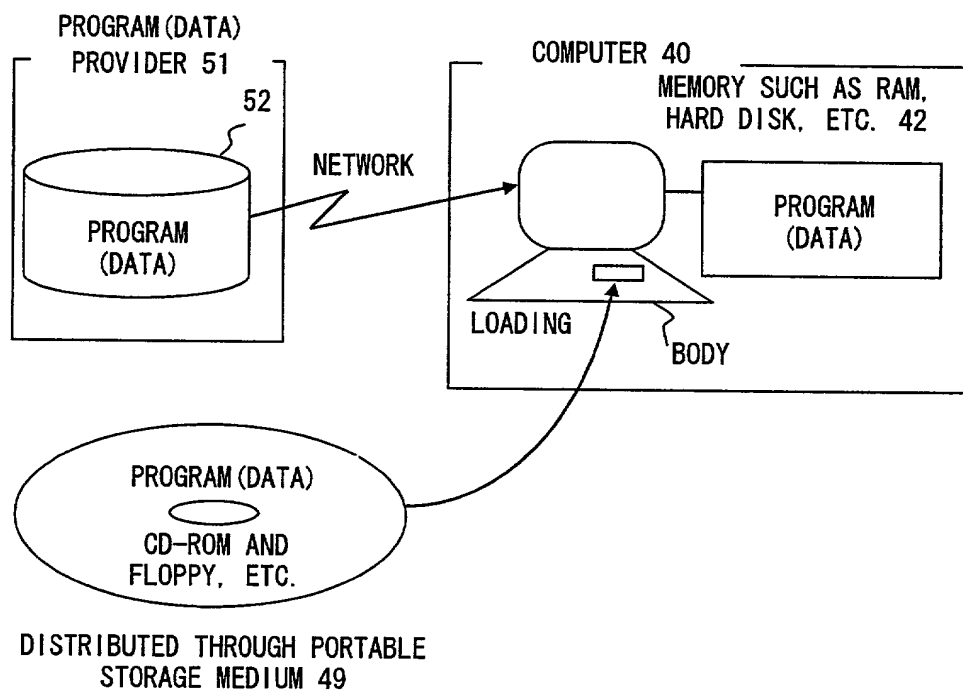 PROGRAM(DATA)
PROVIDER 51
52
PROGRAM
(DATA)
NETWORK
COMPUTER 40
MEMORY SUCH AS RAM,
HARD DISK, ETC. 42
PROGRAM
(DATA)
LOADING
BODY
PROGRAM(DATA)
CD-ROM AND
FLOPPY, ETC.
DISTRIBUTED THROUGH PORTABLE
STORAGE MEDIUM 49